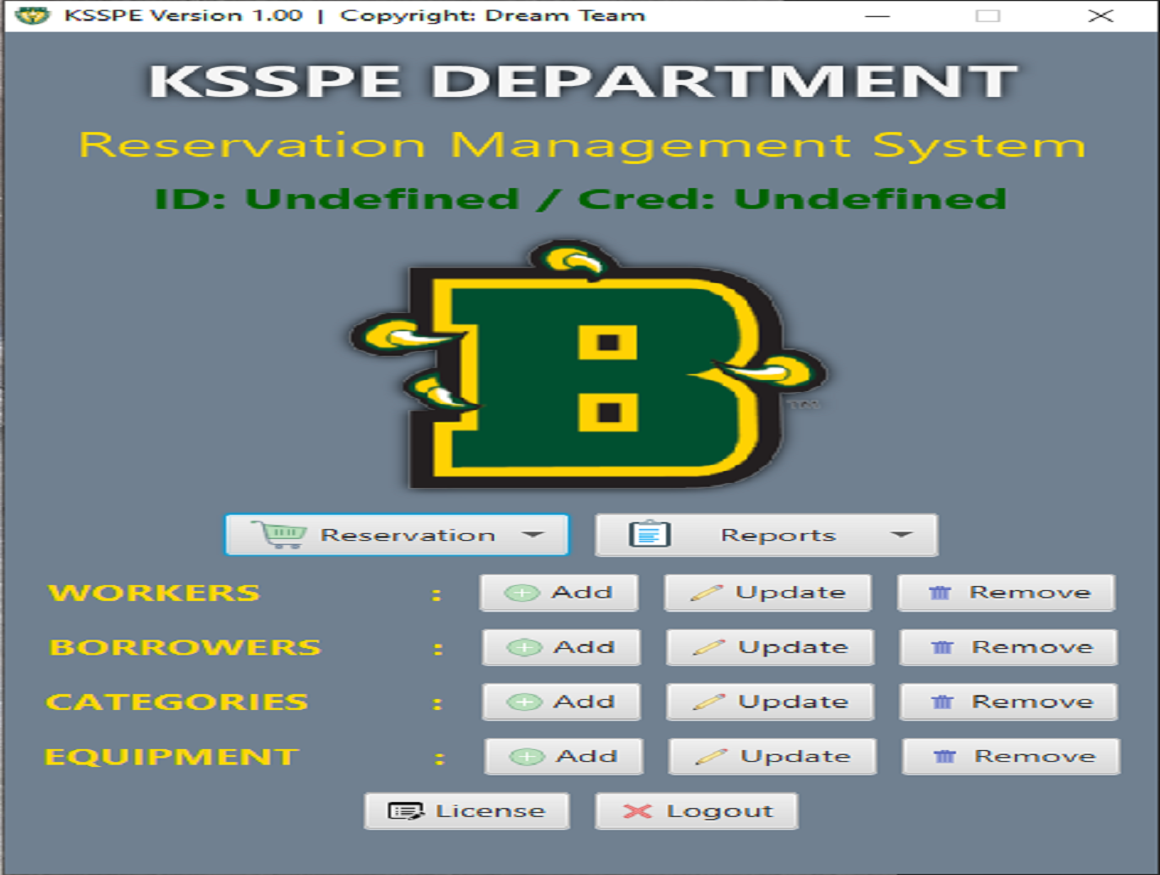 KSSPE Version 1.00 | Copyright: Dream Team
KSSPE DEPARTMENT
Reservation Management System
ID: Undefined / Cred: Undefined
B
TM
Reservation Reports
WORKERS : Add Update Remove
BORROWERS : Add Update Remove
CATEGORIES : Add Update Remove
EQUIPMENT : Add Update Remove
License Logout